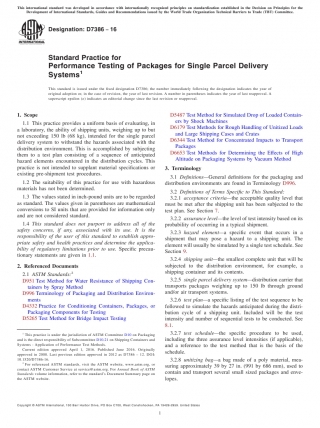 This international standard was developed in accordance with internationally recognized principles on standardization established in the Decision on Principles for the
Development of International Standards, Guides and Recommendations issued by the World Trade Organization Technical Barriers to Trade (TBT) Committee.
ASTM
INTERNATIONAL
Designation: D7386 − 16
Standard Practice for
Performance Testing of Packages for Single Parcel Delivery
Systems¹
This standard is issued under the fixed designation D7386; the number immediately following the designation indicates the year of
original adoption or, in the case of revision, the year of last revision. A number in parentheses indicates the year of last reapproval. A
superscript epsilon (ε) indicates an editorial change since the last revision or reapproval.
1. Scope
1.1 This practice provides a uniform basis of evaluating, in
a laboratory, the ability of shipping units, weighing up to but
not exceeding 150 lb (68 kg), intended for the single parcel
delivery system to withstand the hazards associated with the
distribution environment. This is accomplished by subjecting
them to a test plan consisting of a sequence of anticipated
hazard elements encountered in the distribution cycles. This
practice is not intended to supplant material specifications or
existing pre-shipment test procedures.
1.2 The suitability of this practice for use with hazardous
materials has not been determined.
1.3 The values stated in inch-pound units are to be regarded
as standard. The values given in parentheses are mathematical
conversions to SI units that are provided for information only
and are not considered standard.
1.4 This standard does not purport to address all of the
safety concerns, if any, associated with its use. It is the
responsibility of the user of this standard to establish appro-
priate safety and health practices and determine the applica-
bility of regulatory limitations prior to use. Specific precau-
tionary statements are given in 1.1.
2. Referenced Documents
2.1 ASTM Standards:²
D951 Test Method for Water Resistance of Shipping Con-
tainers by Spray Method
D996 Terminology of Packaging and Distribution Environ-
ments
D4332 Practice for Conditioning Containers, Packages, or
Packaging Components for Testing
D5265 Test Method for Bridge Impact Testing
¹ This practice is under the jurisdiction of ASTM Committee D10 on Packaging
and is the direct responsibility of Subcommittee D10.21 on Shipping Containers and
Systems - Application of Performance Test Methods.
Current edition approved April 1, 2016. Published June 2016. Originally
approved in 2008. Last previous edition approved in 2012 as D7386 – 12. DOI:
10.1520/D7386-16.
² For referenced ASTM standards, visit the ASTM website, www.astm.org, or
contact ASTM Customer Service at service@astm.org. For Annual Book of ASTM
Standards volume information, refer to the standard's Document Summary page on
the ASTM website.
D5487 Test Method for Simulated Drop of Loaded Contain-
ers by Shock Machines
D6179 Test Methods for Rough Handling of Unitized Loads
and Large Shipping Cases and Crates
D6344 Test Method for Concentrated Impacts to Transport
Packages
D6653 Test Methods for Determining the Effects of High
Altitude on Packaging Systems by Vacuum Method
3. Terminology
3.1 Definitions—General definitions for the packaging and
distribution environments are found in Terminology D996.
3.2 Definitions of Terms Specific to This Standard:
3.2.1 acceptance criteria—the acceptable quality level that
must be met after the shipping unit has been subjected to the
test plan. See Section 7.
3.2.2 assurance level—the level of test intensity based on its
probability of occurring in a typical shipment.
3.2.3 hazard element—a specific event that occurs in a
shipment that may pose a hazard to a shipping unit. The
element will usually be simulated by a single test schedule. See
Section 9.
3.2.4 shipping unit—the smallest complete unit that will be
subjected to the distribution environment, for example, a
shipping container and its contents.
3.2.5 single parcel delivery system—distribution carrier that
transports packages weighing up to 150 lb through ground
and/or air transport systems.
3.2.6 test plan—a specific listing of the test sequence to be
followed to simulate the hazards anticipated during the distri-
bution cycle of a shipping unit. Included will be the test
intensity and number of sequential tests to be conducted. See
8.1.
3.2.7 test schedule—the specific procedure to be used,
including the three assurance level intensities (if applicable),
and a reference to the test method that is the basis of the
schedule.
3.2.8 unitizing bag—a bag made of a poly material, mea-
suring approximately 39 by 27 in. (991 by 686 mm), used to
contain and transport several small sized packages and enve-
lopes.
Copyright © ASTM International, 100 Barr Harbor Drive, PO Box C700, West Conshohocken, PA 19428-2959. United States
1